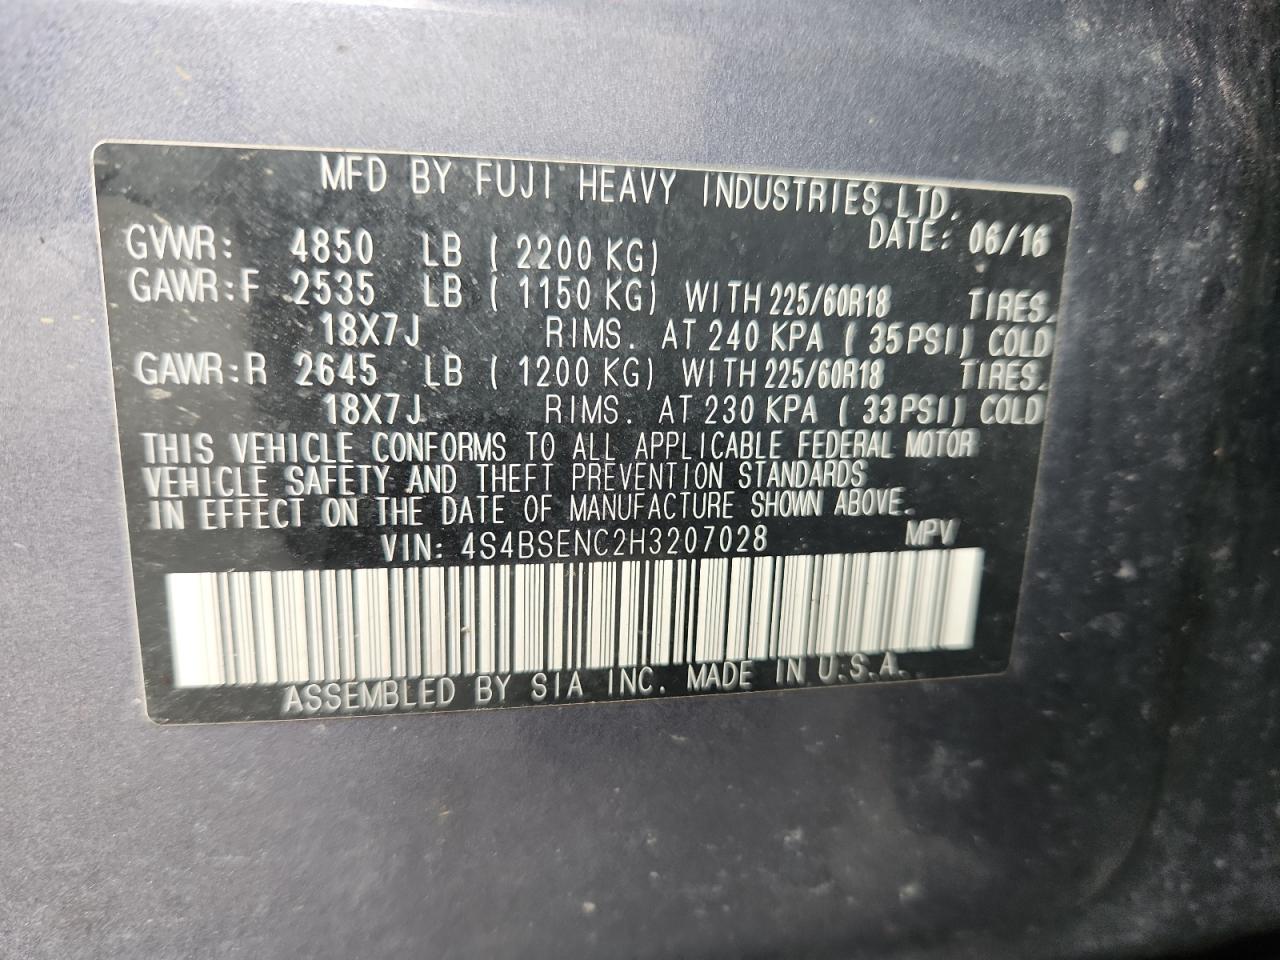 MFD BY FUJI HEAVY INDUSTRIES LTD.
DATE: 06/16
GVWR: 4850 LB ( 2200 KG)
GAWR:F 2535 LB ( 1150 KG) WITH 225/60R18 TIRES.
18X7J RIMS. AT 240 KPA ( 35 PSI) COLD
GAWR:R 2645 LB ( 1200 KG) WITH 225/60R18 TIRES.
18X7J RIMS. AT 230 KPA ( 33 PSI) COLD
THIS VEHICLE CONFORMS TO ALL APPLICABLE FEDERAL MOTOR
VEHICLE SAFETY AND THEFT PREVENTION STANDARDS
IN EFFECT ON THE DATE OF MANUFACTURE SHOWN ABOVE.
VIN: 4S4BSENC2H3207028 MPV
ASSEMBLED BY SIA INC. MADE IN U.S.A.